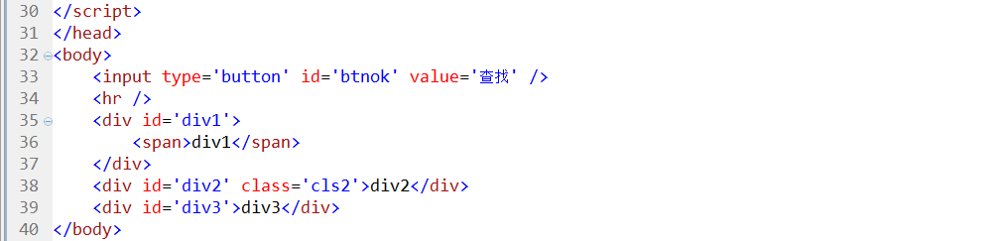 30 </script>
31 </head>
32 <body>
33     <input type='button' id='btnok' value='查找' />
34     <hr />
35     <div id='div1'>
36         <span>div1</span>
37     </div>
38     <div id='div2' class='cls2'>div2</div>
39     <div id='div3'>div3</div>
40 </body>